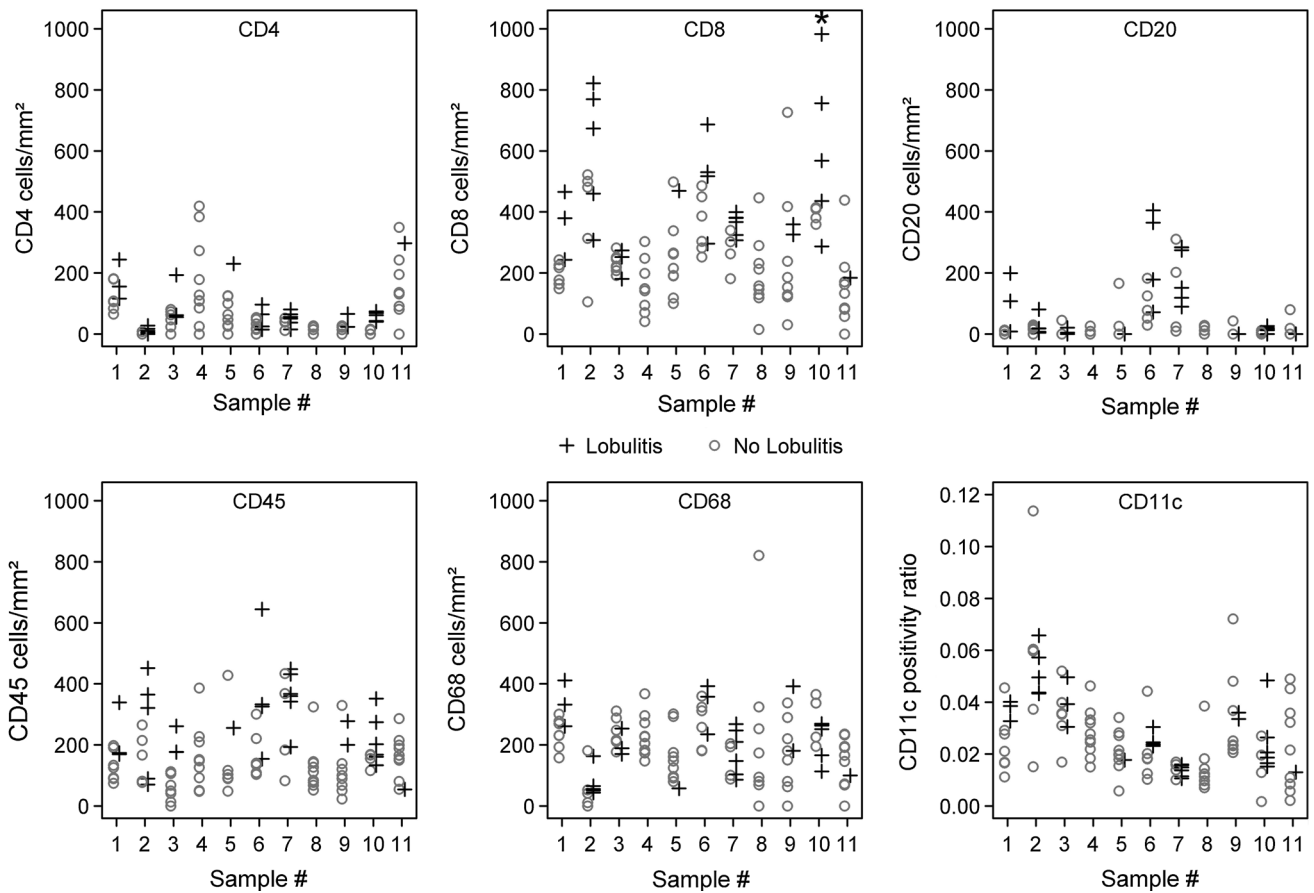 CD4
CD4 cells/mm²
1000
800
600
400
200
0
1 2 3 4 5 6 7 8 9 10 11
Sample #
CD8
*
CD8 cells/mm²
1000
800
600
400
200
0
1 2 3 4 5 6 7 8 9 10 11
Sample #
CD20
CD20 cells/mm²
1000
800
600
400
200
0
1 2 3 4 5 6 7 8 9 10 11
Sample #
+ Lobulitis ○ No Lobulitis
CD45
CD45 cells/mm²
1000
800
600
400
200
0
1 2 3 4 5 6 7 8 9 10 11
Sample #
CD68
CD68 cells/mm²
1000
800
600
400
200
0
1 2 3 4 5 6 7 8 9 10 11
Sample #
CD11c
CD11c positivity ratio
0.12
0.10
0.08
0.06
0.04
0.02
0.00
1 2 3 4 5 6 7 8 9 10 11
Sample #